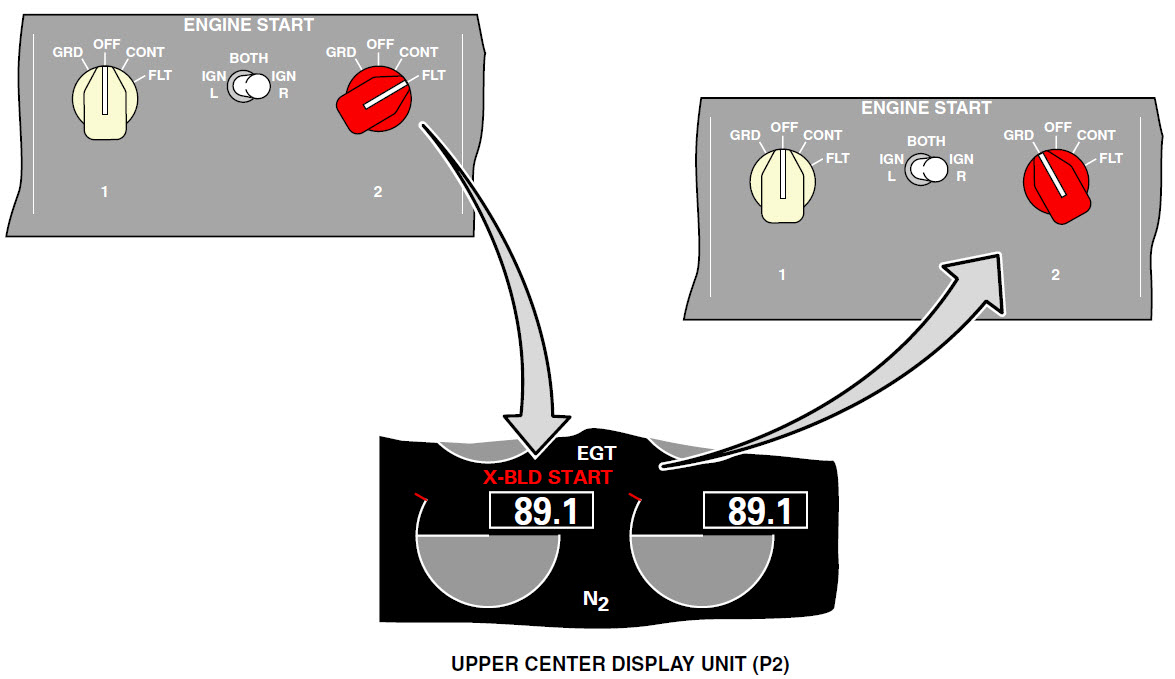 ENGINE START
GRD OFF CONT FLT
BOTH
IGN L IGN R
GRD OFF CONT FLT
1 2
ENGINE START
GRD OFF CONT FLT
BOTH
IGN L IGN R
GRD OFF CONT FLT
1 2
EGT
X-BLD START
89.1 89.1
N2
UPPER CENTER DISPLAY UNIT (P2)